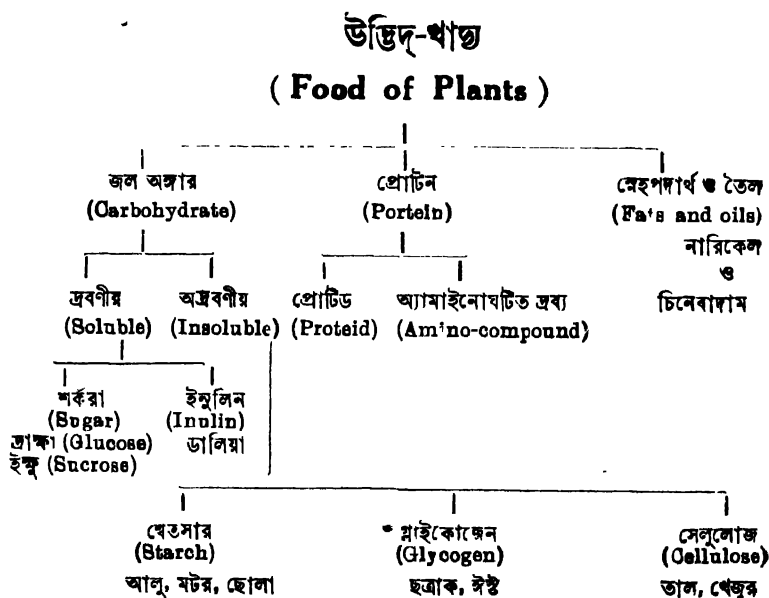 উদ্ভিদ্-খাদ্য
( Food of Plants )
জল অঙ্গার
(Carbohydrate)
প্রোটিন
(Portein)
স্নেহপদার্থ ও তৈল
(Fats and oils)
নারিকেল
ও
চিনেবাদাম
দ্রবণীয়
(Soluble)
অদ্রবণীয়
(Insoluble)
প্রোটিড
(Proteid)
অ্যামাইনোঘটিত দ্রব্য
(Amino-compound)
শর্করা
(Sugar)
দ্রাক্ষা (Glucose)
ইক্ষু (Sucrose)
ইনুলিন
(Inulin)
ডালিয়া
শ্বেতসার
(Starch)
আলু, মটর, ছোলা
গ্লাইকোজেন
(Glycogen)
ছত্রাক, ঈষ্ট
সেলুলোজ
(Cellulose)
তাল, খেজুর